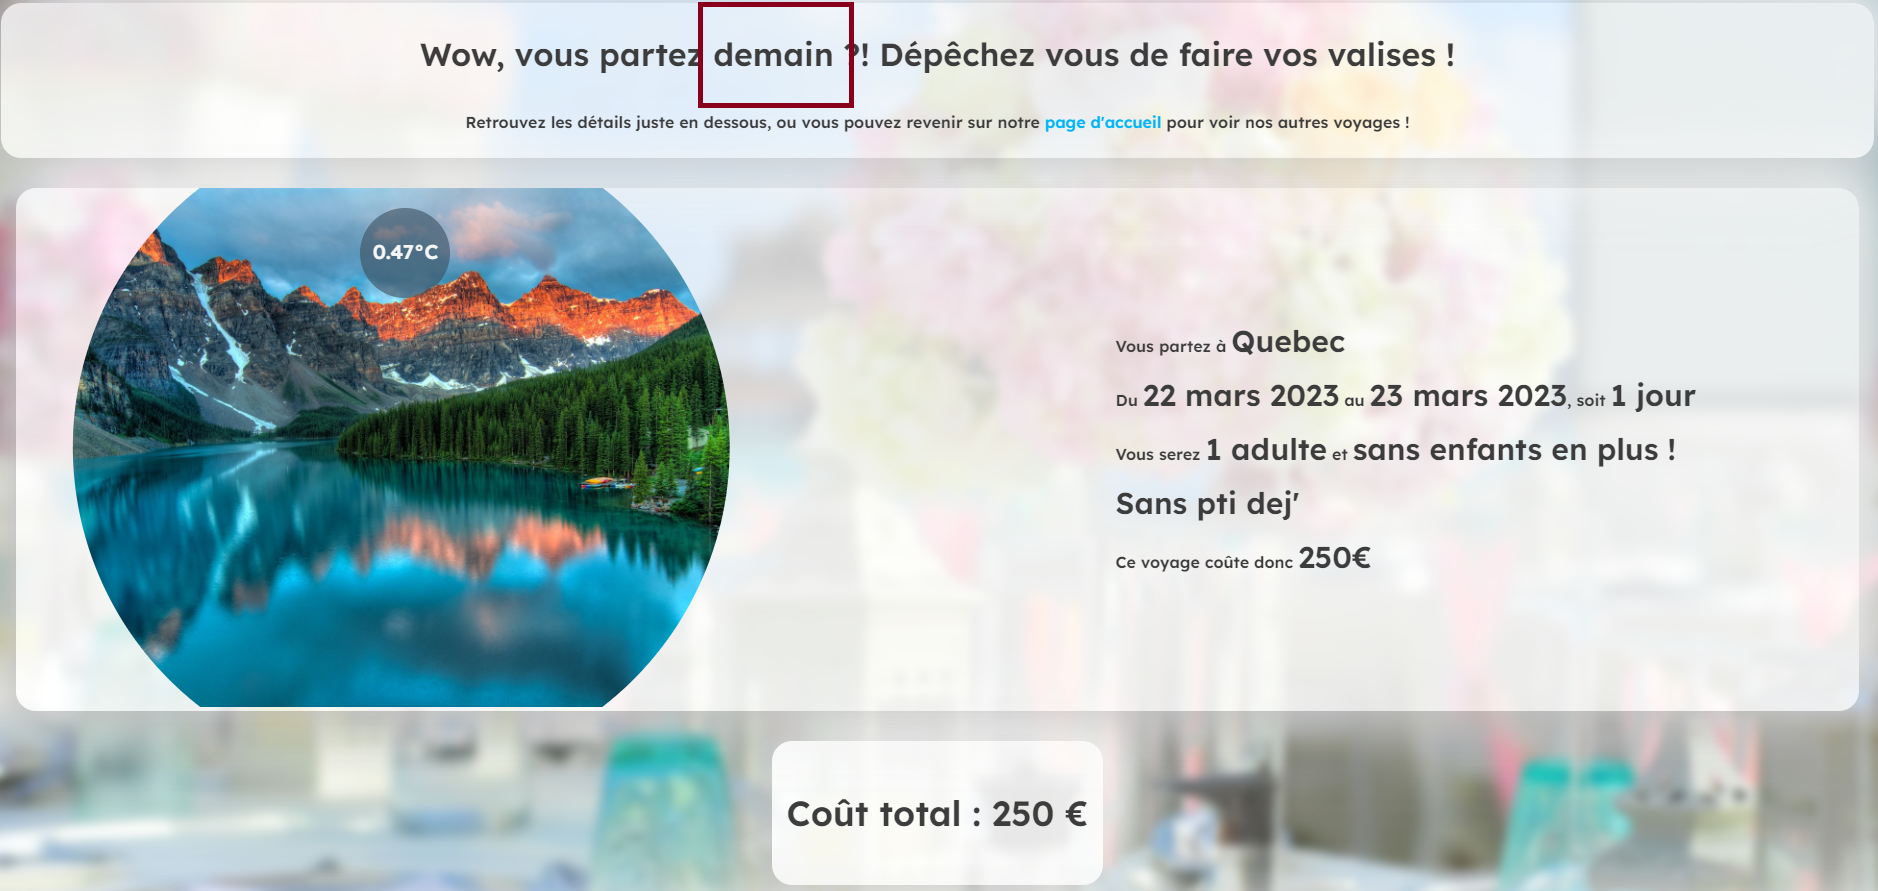 Wow, vous partez demain ?! Dépêchez vous de faire vos valises !
Retrouvez les détails juste en dessous, ou vous pouvez revenir sur notre page d'accueil pour voir nos autres voyages !
0.47°C
Vous partez à Quebec
Du 22 mars 2023 au 23 mars 2023, soit 1 jour
Vous serez 1 adulte et sans enfants en plus !
Sans pti dej'
Ce voyage coûte donc 250€
Coût total : 250 €